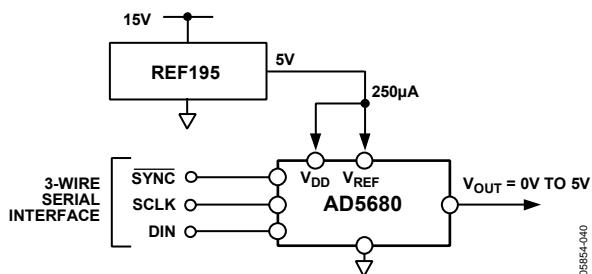 15V
REF195
5V
250µA
3-WIRE
SERIAL
INTERFACE
SYNC
SCLK
DIN
VDD
VREF
AD5680
VOUT = 0V TO 5V
05854-040